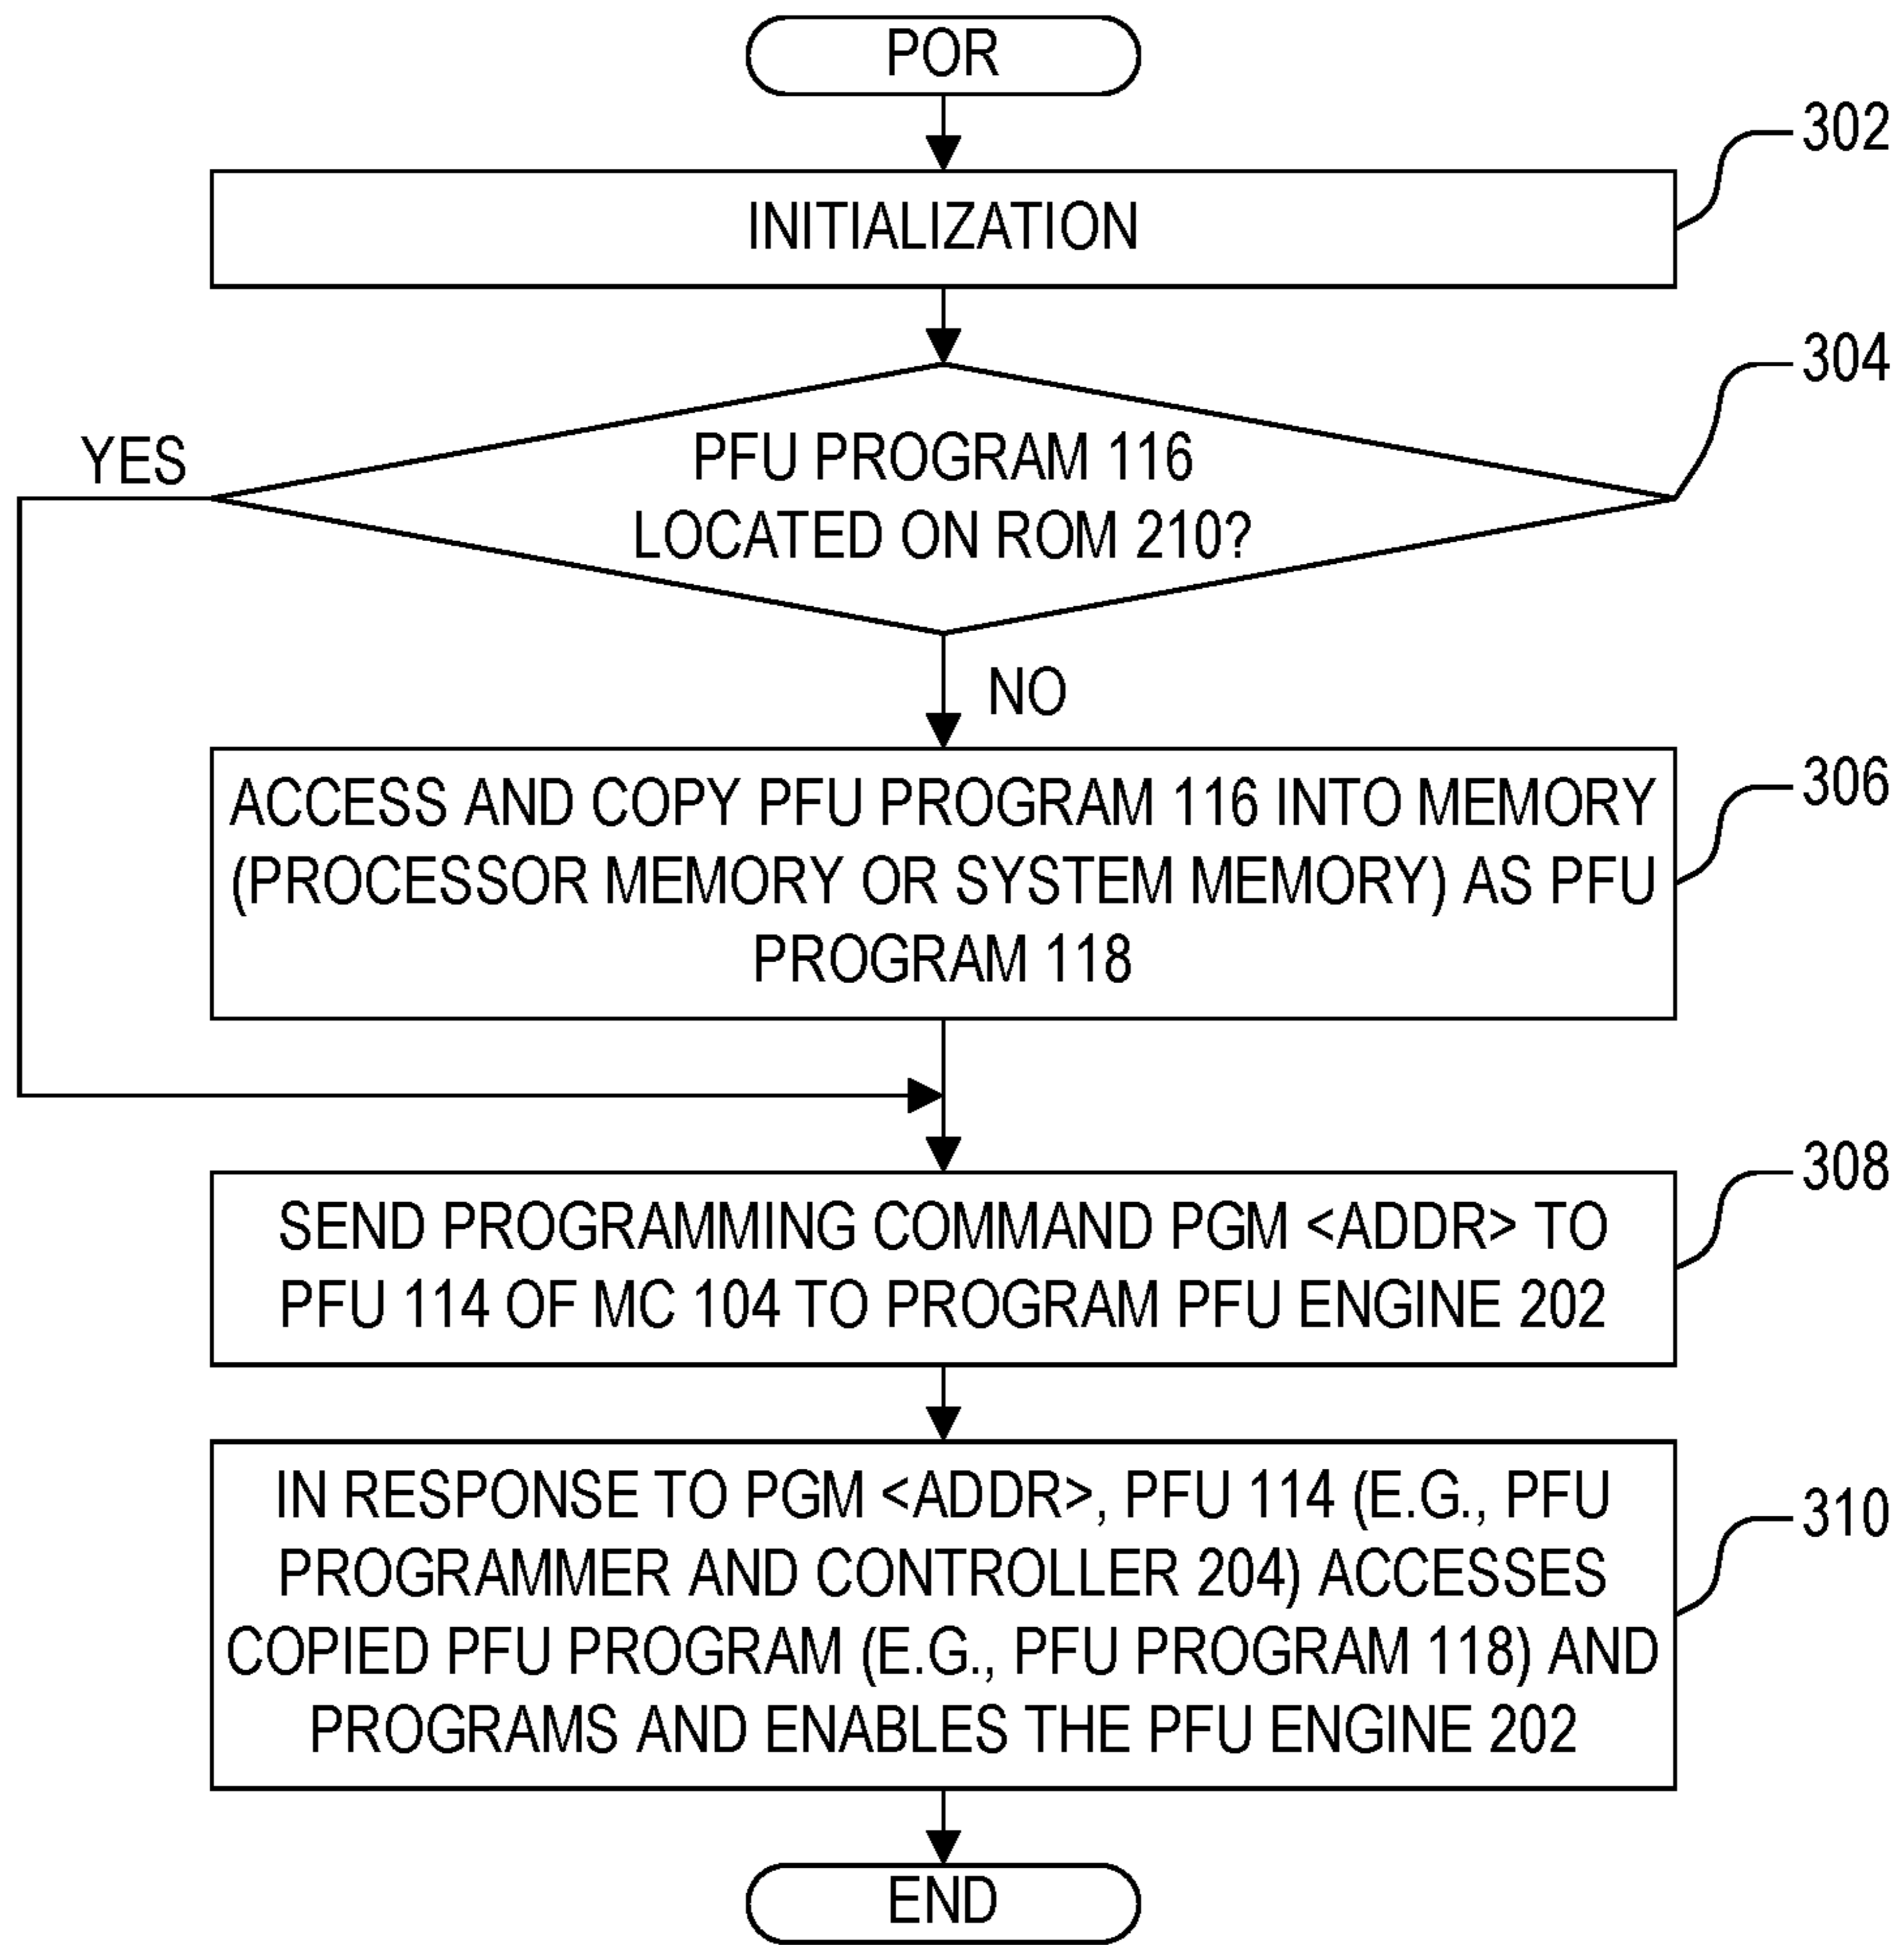 POR
302
INITIALIZATION
304
YES
PFU PROGRAM 116
LOCATED ON ROM 210?
NO
306
ACCESS AND COPY PFU PROGRAM 116 INTO MEMORY
(PROCESSOR MEMORY OR SYSTEM MEMORY) AS PFU
PROGRAM 118
308
SEND PROGRAMMING COMMAND PGM <ADDR> TO
PFU 114 OF MC 104 TO PROGRAM PFU ENGINE 202
310
IN RESPONSE TO PGM <ADDR>, PFU 114 (E.G., PFU
PROGRAMMER AND CONTROLLER 204) ACCESSES
COPIED PFU PROGRAM (E.G., PFU PROGRAM 118) AND
PROGRAMS AND ENABLES THE PFU ENGINE 202
END